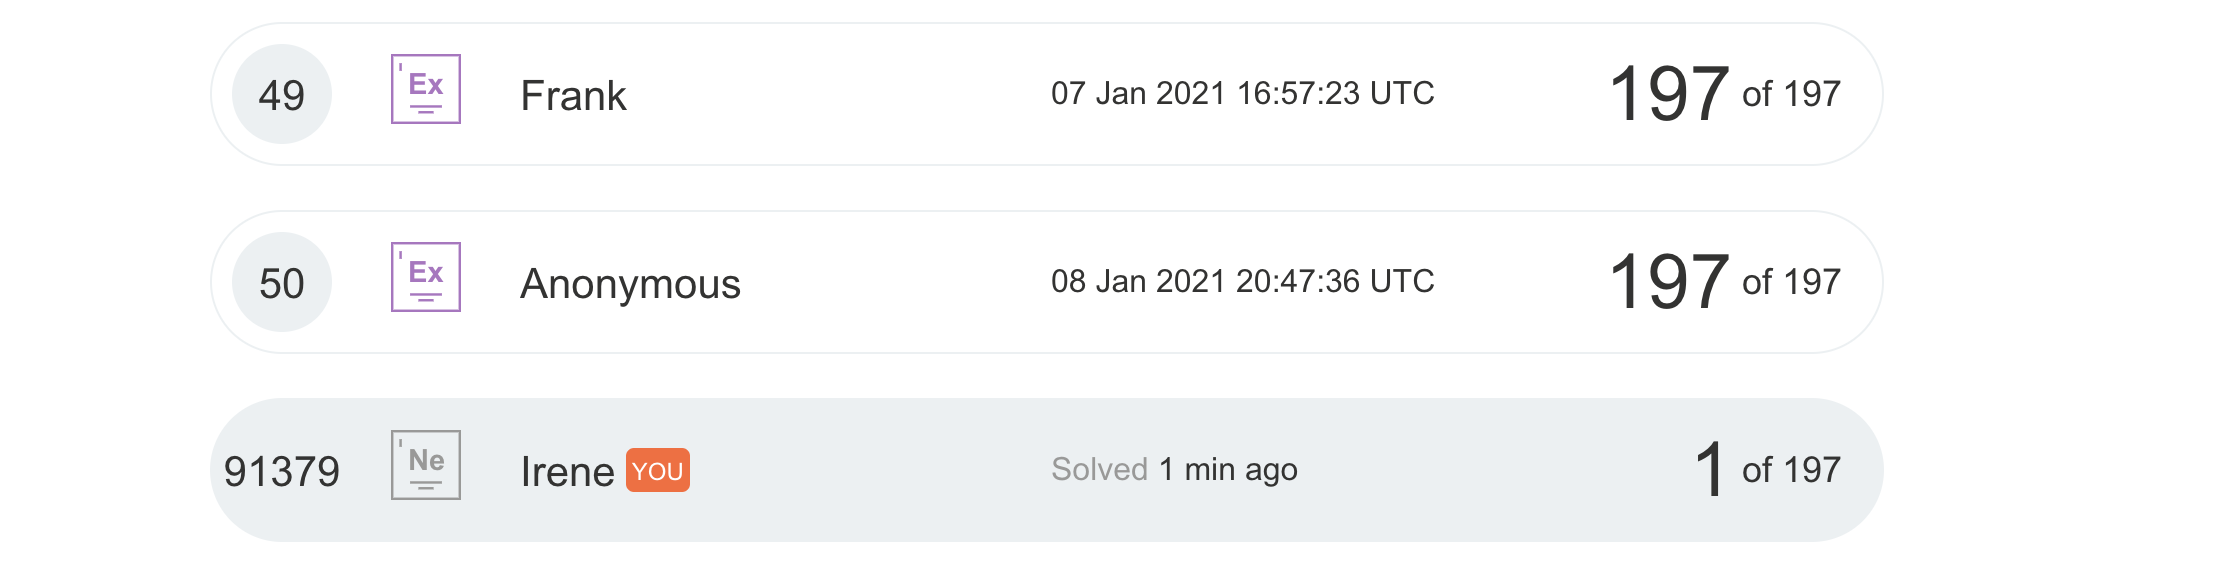 49 Ex Frank 07 Jan 2021 16:57:23 UTC 197 of 197
50 Ex Anonymous 08 Jan 2021 20:47:36 UTC 197 of 197
91379 Ne Irene YOU Solved 1 min ago 1 of 197